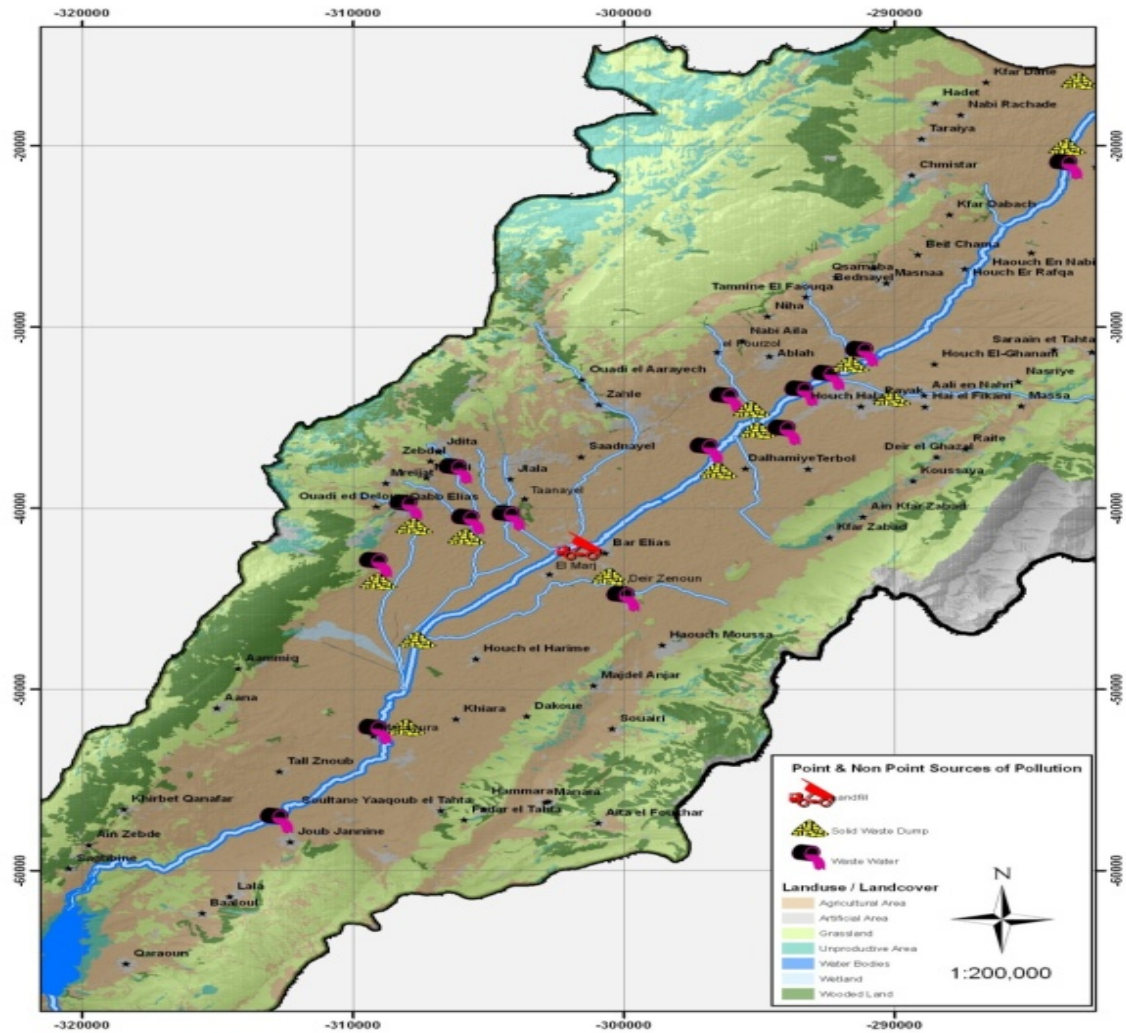 -320000 -310000 -300000 -290000
-20000
-30000
-40000
-50000
-60000
-20000
-30000
-40000
-50000
-60000
Kfar Dane
Hadet
Nabi Rachade
Taraiya
Chmistar
Kfar Dabach
Beit Chama
Haouch En Nabi
Qsarnaba
Masnaa
Houch Er Rafqa
Bednayel
Tamnine El Faouqa
Niha
Nabi Aila
Saraain et Tahta
el Fourzol
Ablah
Houch El-Ghanam
Ouadi el Aarayech
Nasriye
Zahle
Rayak
Aali en Nahri
Houch Hala
Hai el Fikani
Massa
Jdita
Saadnayel
Raite
Zebdel
Deir el Ghazal
Dalhamiye
Terbol
Mreijat
Jlala
Koussaya
Taanayel
Ouadi ed Deloum
Qabb Elias
Ain Kfar Zabad
Kfar Zabad
Bar Elias
El Marj
Deir Zenoun
Haouch Moussa
Houch el Harime
Aammiq
Majdel Anjar
Aana
Dakoue
Khiara
Souairi
Tall Znoub
Hammara
Manara
Soultane Yaaqoub el Tahta
Khirbet Qanafar
Aita el Foukhar
Joub Jannine
Ain Zebde
Lala
Baaloul
Qaraoun
Point & Non Point Sources of Pollution
Solid Waste Dump
Waste Water
Landuse / Landcover
Agricultural Area
Artificial Area
Grassland
Unproductive Area
Water Bodies
Wetland
Wooded Land
N
1:200,000
-320000 -310000 -300000 -290000